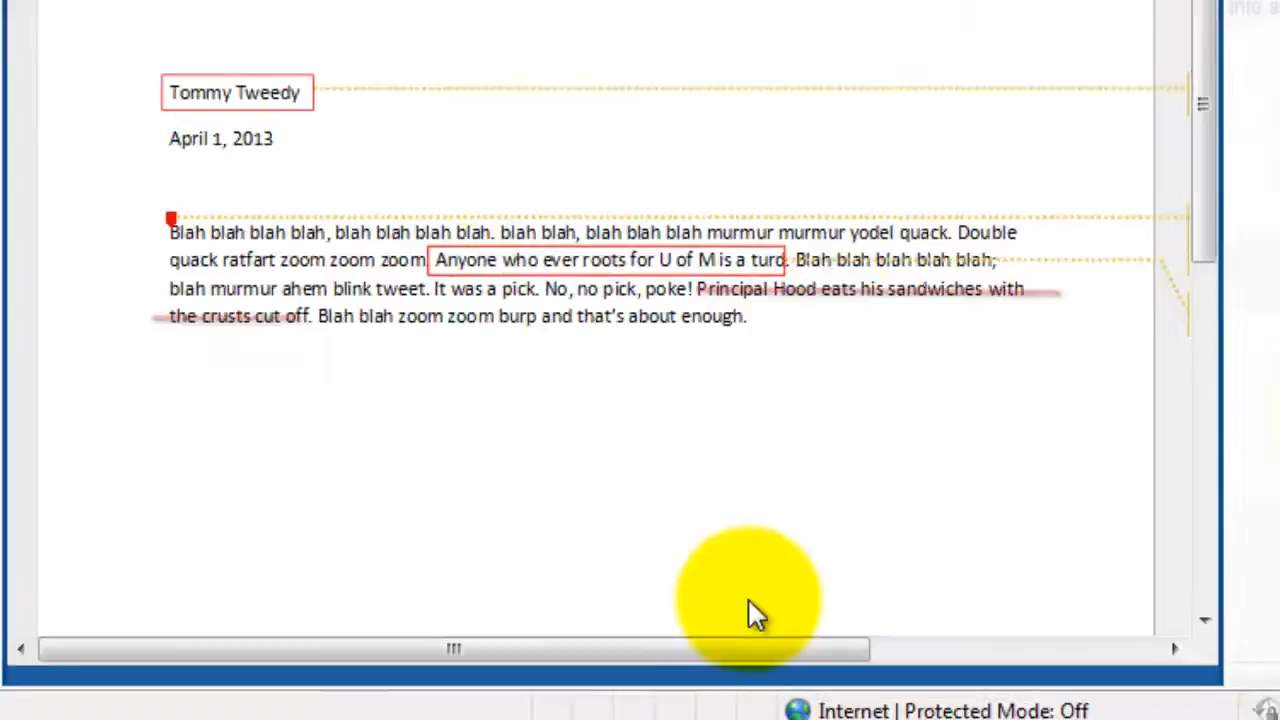 Tommy Tweedy
April 1, 2013
Blah blah blah blah, blah blah blah blah. blah blah, blah blah blah murmur murmur yodel quack. Double
quack ratfart zoom zoom zoom. Anyone who ever roots for U of M is a turd. Blah blah blah blah blah,
blah murmur ahem blink tweet. It was a pick. No, no pick, poke! Principal Hood eats his sandwiches with
the crusts cut off. Blah blah zoom zoom burp and that's about enough.
Internet | Protected Mode: Off